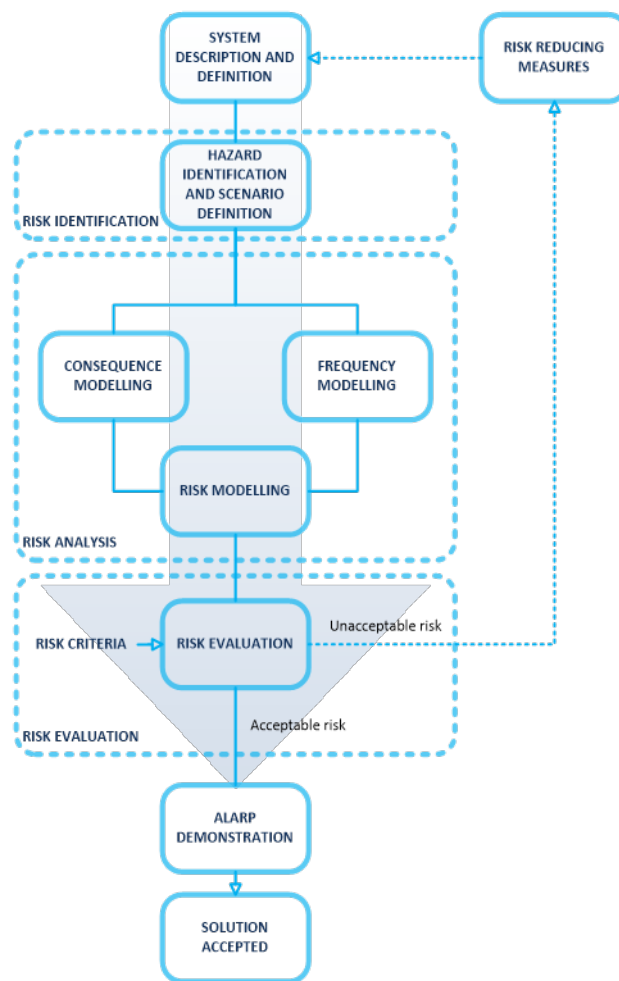 SYSTEM
DESCRIPTION AND
DEFINITION
RISK REDUCING
MEASURES
HAZARD
IDENTIFICATION
AND SCENARIO
DEFINITION
RISK IDENTIFICATION
CONSEQUENCE
MODELLING
FREQUENCY
MODELLING
RISK MODELLING
RISK ANALYSIS
Unacceptable risk
RISK CRITERIA
RISK EVALUATION
Acceptable risk
RISK EVALUATION
ALARP
DEMONSTRATION
SOLUTION
ACCEPTED